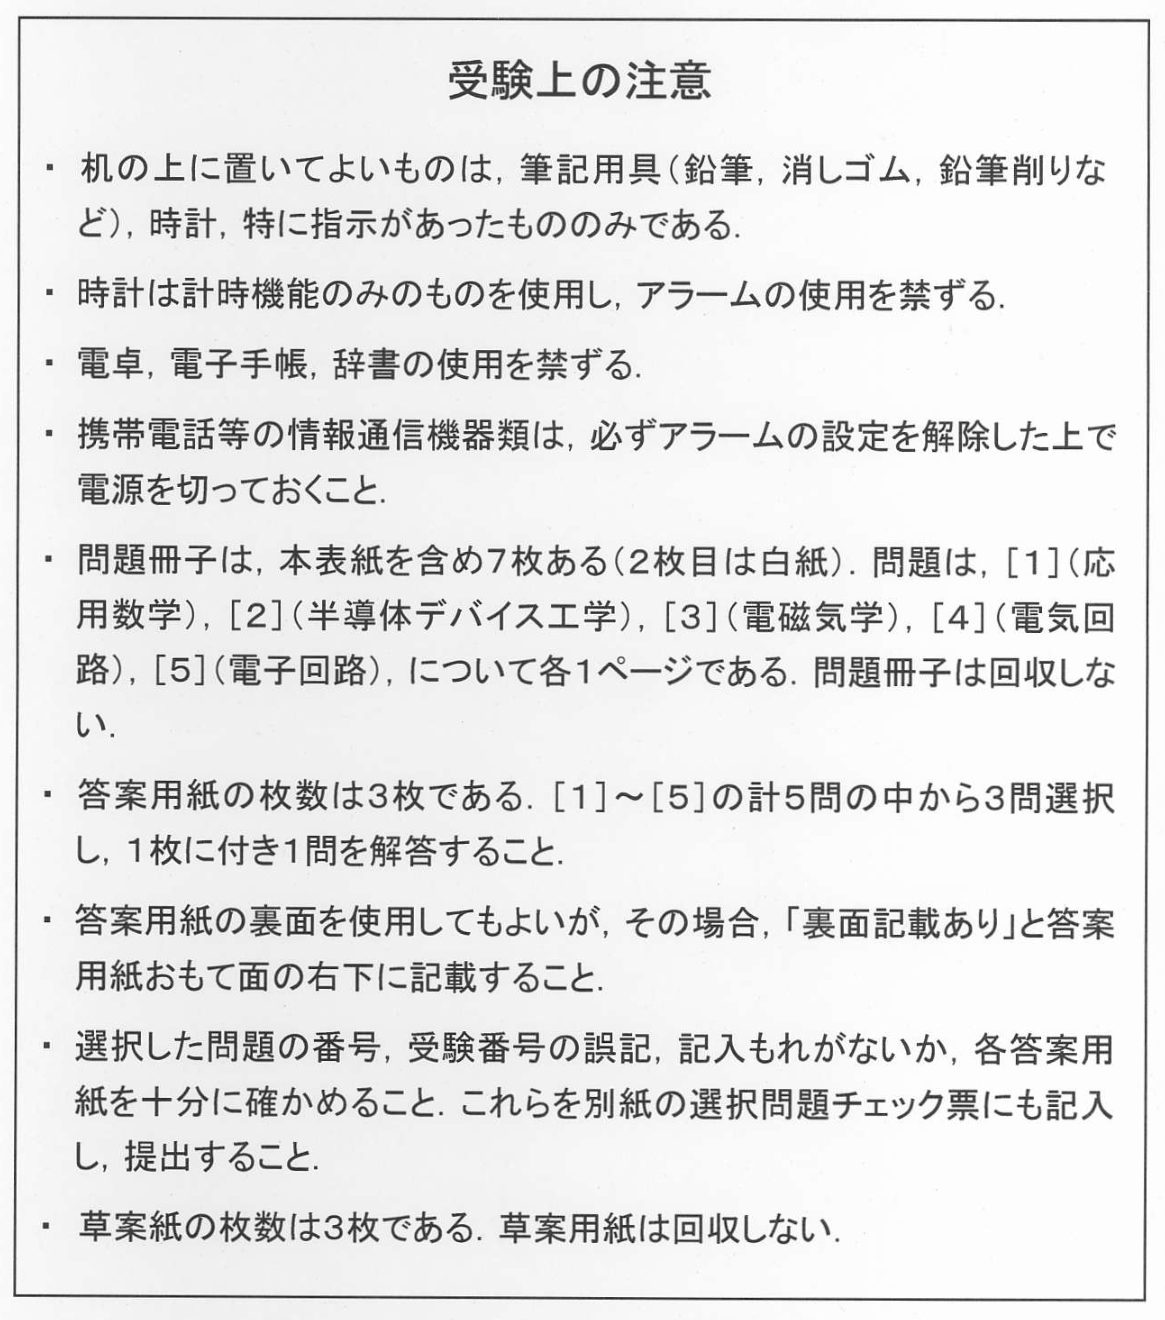 受験上の注意
・ 机の上に置いてよいものは, 筆記用具(鉛筆, 消しゴム, 鉛筆削りな
ど), 時計, 特に指示があったもののみである.
・ 時計は計時機能のみのものを使用し, アラームの使用を禁ずる.
・ 電卓, 電子手帳, 辞書の使用を禁ずる.
・ 携帯電話等の情報通信機器類は, 必ずアラームの設定を解除した上で
電源を切っておくこと.
・ 問題冊子は, 本表紙を含め7枚ある(2枚目は白紙). 問題は, [1](応
用数学), [2](半導体デバイス工学), [3](電磁気学), [4](電気回
路), [5](電子回路), について各1ページである. 問題冊子は回収しな
い.
・ 答案用紙の枚数は3枚である. [1]~[5]の計5問の中から3問選択
し, 1枚に付き1問を解答すること.
・ 答案用紙の裏面を使用してもよいが, その場合, 「裏面記載あり」と答案
用紙おもて面の右下に記載すること.
・ 選択した問題の番号, 受験番号の誤記, 記入もれがないか, 各答案用
紙を十分に確かめること. これらを別紙の選択問題チェック票にも記入
し, 提出すること.
・ 草案紙の枚数は3枚である. 草案用紙は回収しない.